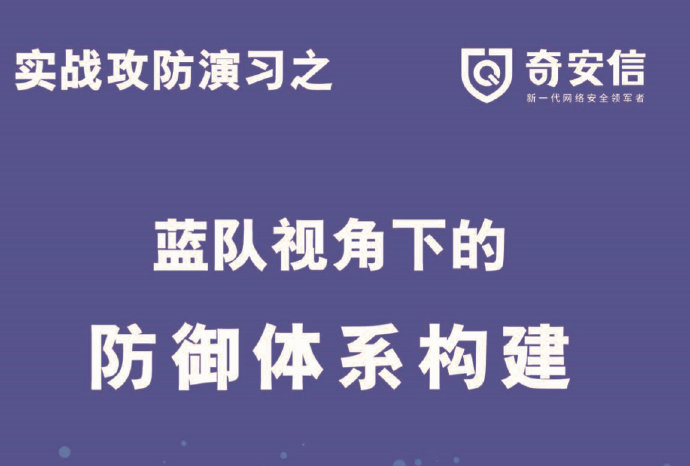 实战攻防演习之
奇安信
新一代网络安全领军者
蓝队视角下的
防御体系构建